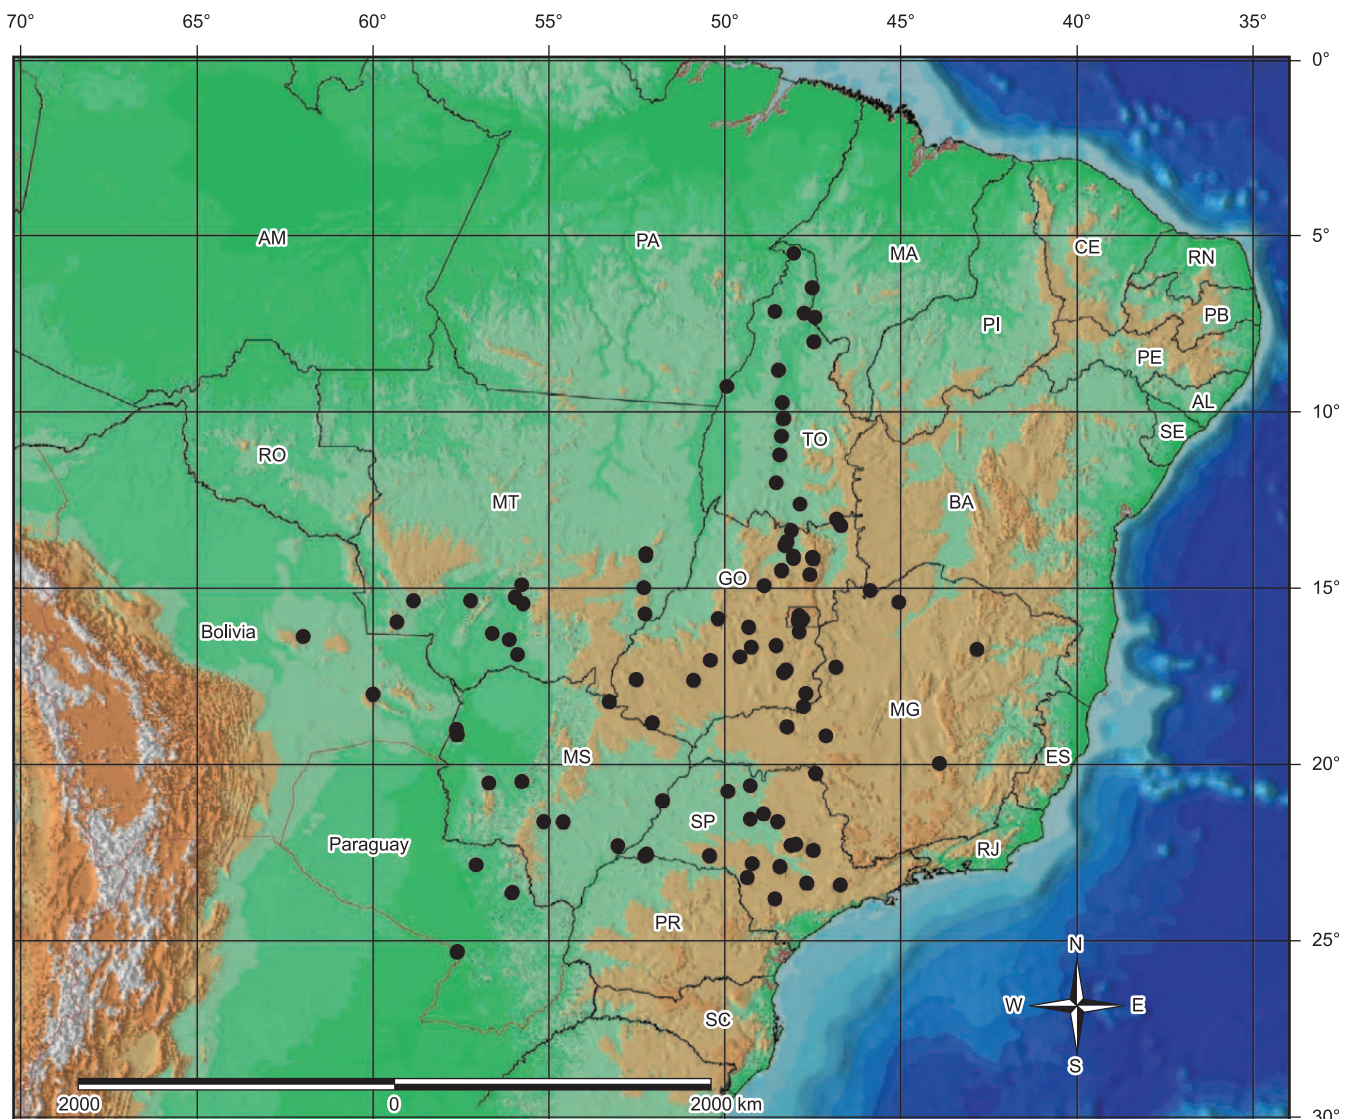 70° 65° 60° 55° 50° 45° 40° 35°
0°
AM PA MA CE RN
5°
PI PB
PE
AL
10°
RO TO SE
MT BA
GO
15°
Bolivia
MG
MS ES
20°
SP
Paraguay RJ
PR
25°
N
W E
SC
S
2000 0 2000 km
30°